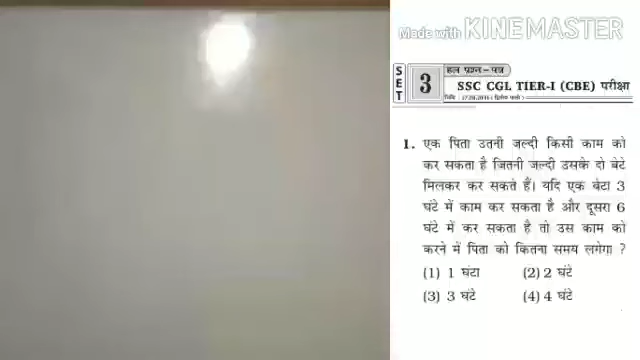 Made with KINEMASTER
SET 3
हल प्रश्न-पत्र
SSC CGL TIER-I (CBE) परीक्षा
1. एक पिता उतनी जल्दी किसी काम को
कर सकता है जितनी जल्दी उसके दो बेटे
मिलकर कर सकते हैं। यदि एक बेटा 3
घंटे में काम कर सकता है और दूसरा 6
घंटे में कर सकता है तो उस काम को
करने में पिता को कितना समय लगेगा ?
(1) 1 घंटा (2) 2 घंटे
(3) 3 घंटे (4) 4 घंटे